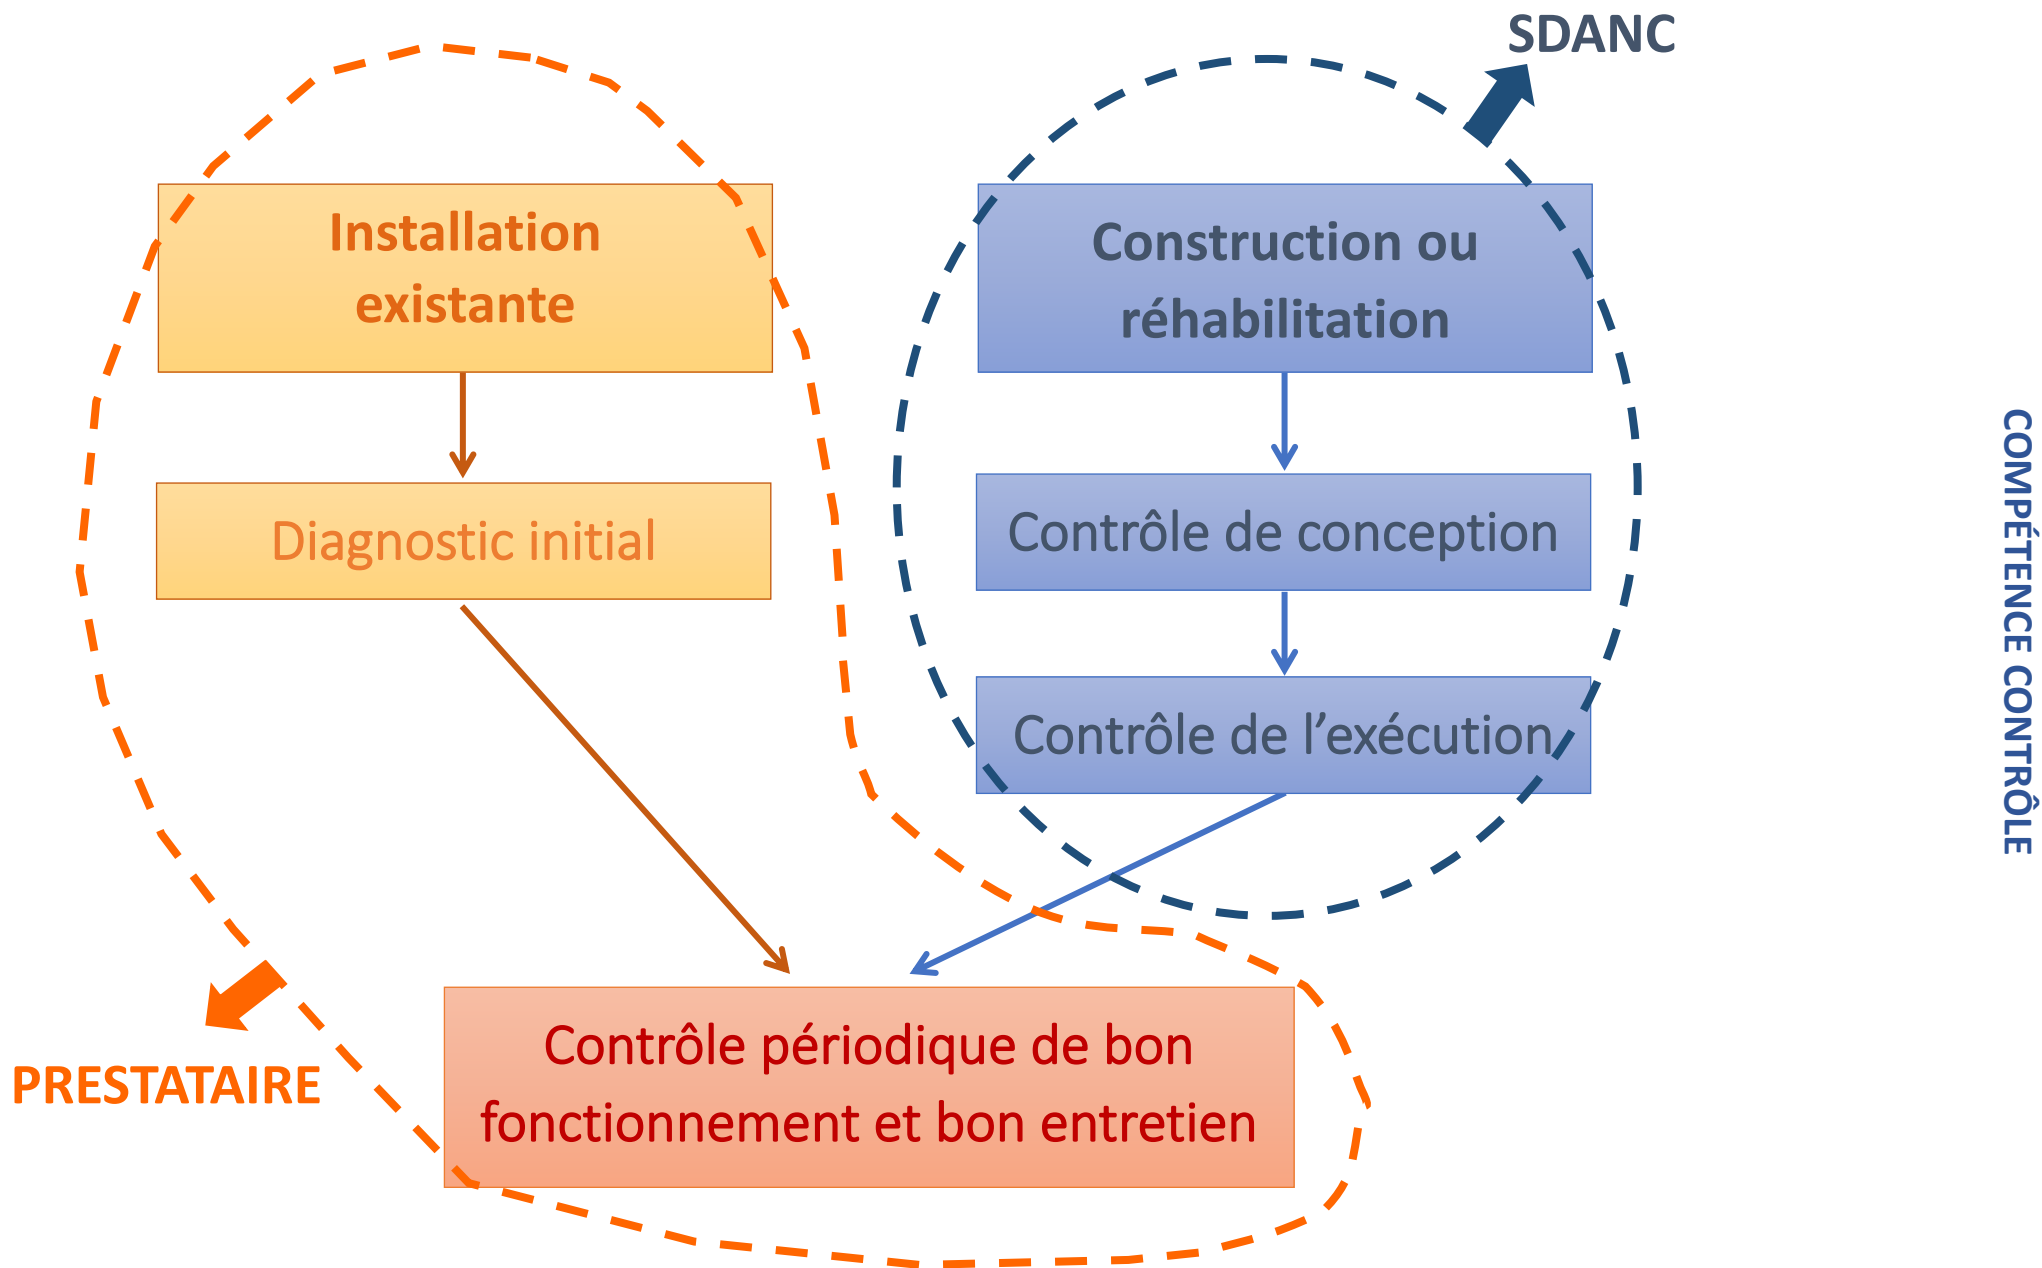 SDANC
Installation
existante
Construction ou
réhabilitation
Diagnostic initial
Contrôle de conception
Contrôle de l’exécution
Contrôle périodique de bon
fonctionnement et bon entretien
PRESTATAIRE
COMPÉTENCE CONTRÔLE